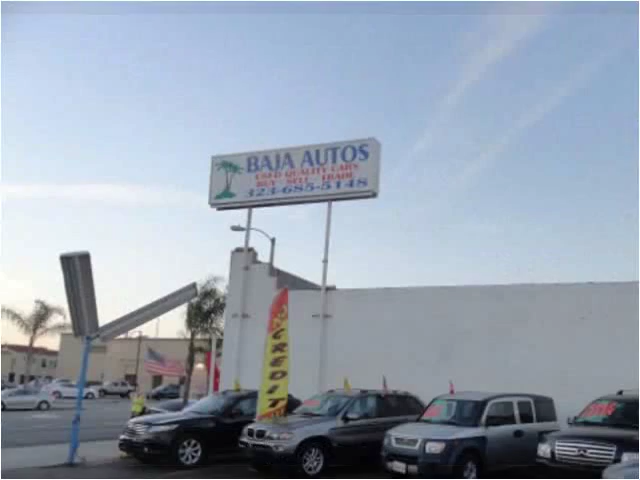 BAJA AUTOS
USED QUALITY CARS
BUY SELL TRADE
323-685-5148
CREDIT